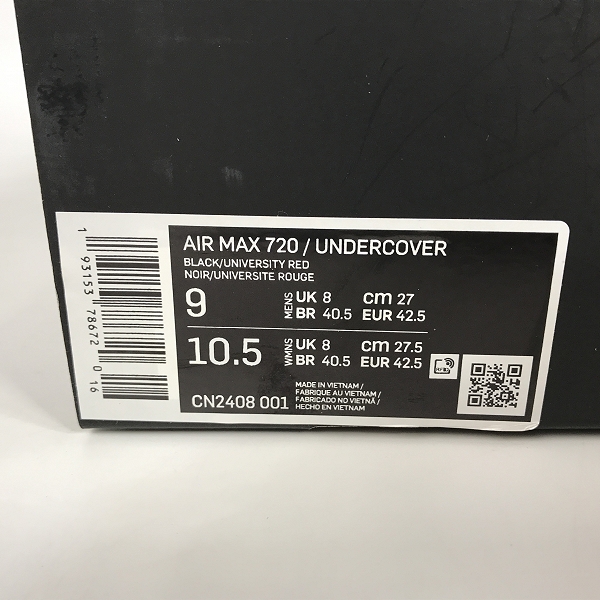 AIR MAX 720 / UNDERCOVER
BLACK/UNIVERSITY RED
NOIR/UNIVERSITE ROUGE
9 MENS UK 8 cm 27
BR 40.5 EUR 42.5
10.5 WMNS UK 8 cm 27.5
BR 40.5 EUR 42.5
CN2408 001
MADE IN VIETNAM /
FABRIQUE AU VIETNAM /
FABRICADO NO VIETNÃ /
HECHO EN VIETNAM
1 93153 78672 0 16